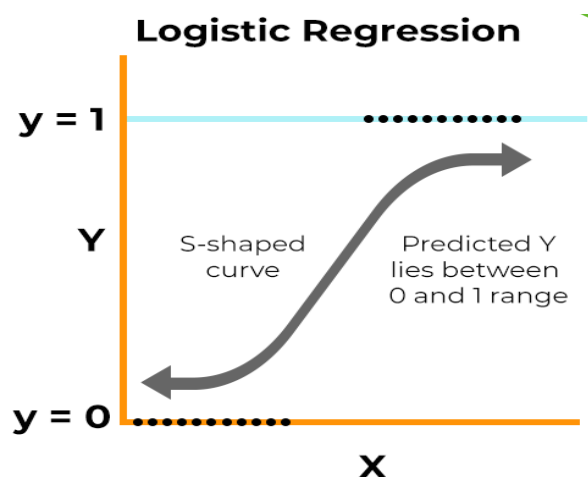 Logistic Regression
y = 1
Y
S-shaped
curve
Predicted Y
lies between
0 and 1 range
y = 0
X